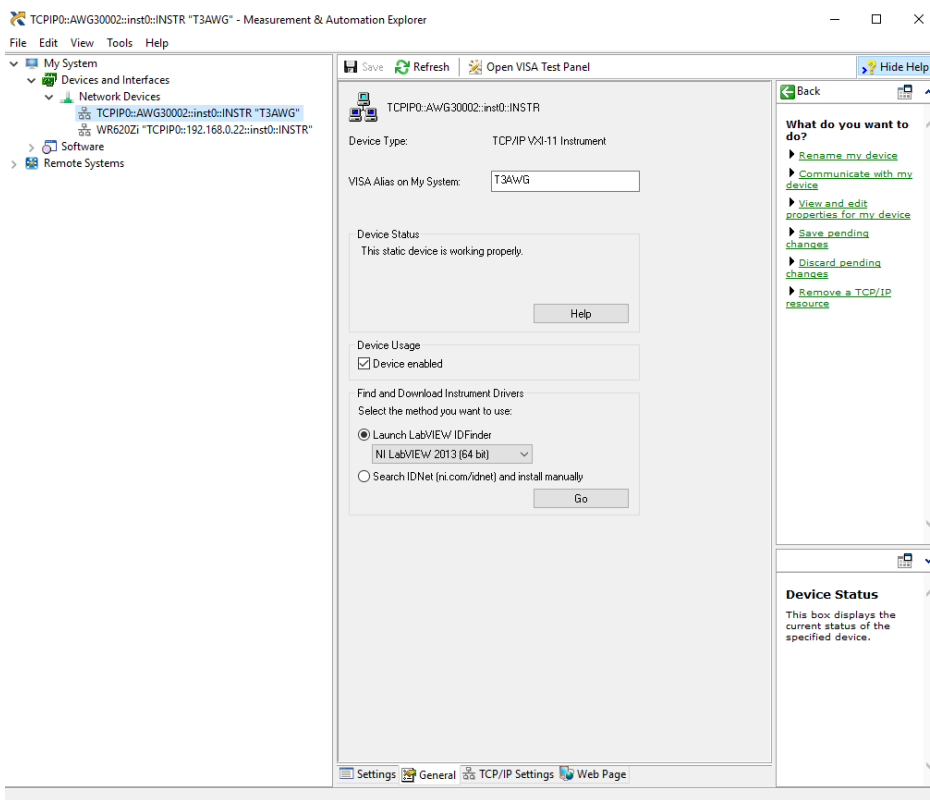 TCPIP0::AWG30002::inst0::INSTR "T3AWG" - Measurement & Automation Explorer
File Edit View Tools Help
My System
Devices and Interfaces
Network Devices
TCPIP0::AWG30002::inst0::INSTR "T3AWG"
WR620Zi "TCPIP0::192.168.0.22::inst0::INSTR"
Software
Remote Systems
Save Refresh Open VISA Test Panel
Hide Help
TCPIP0::AWG30002::inst0::INSTR
Device Type: TCP/IP VXI-11 Instrument
VISA Alias on My System: T3AWG
Device Status
This static device is working properly.
Help
Device Usage
Device enabled
Find and Download Instrument Drivers
Select the method you want to use:
Launch LabVIEW IDFinder
NI LabVIEW 2013 (64 bit)
Search IDNet (ni.com/idnet) and install manually
Go
Settings General TCP/IP Settings Web Page
Back
What do you want to
do?
Rename my device
Communicate with my
device
View and edit
properties for my device
Save pending
changes
Discard pending
changes
Remove a TCP/IP
resource
Device Status
This box displays the
current status of the
specified device.